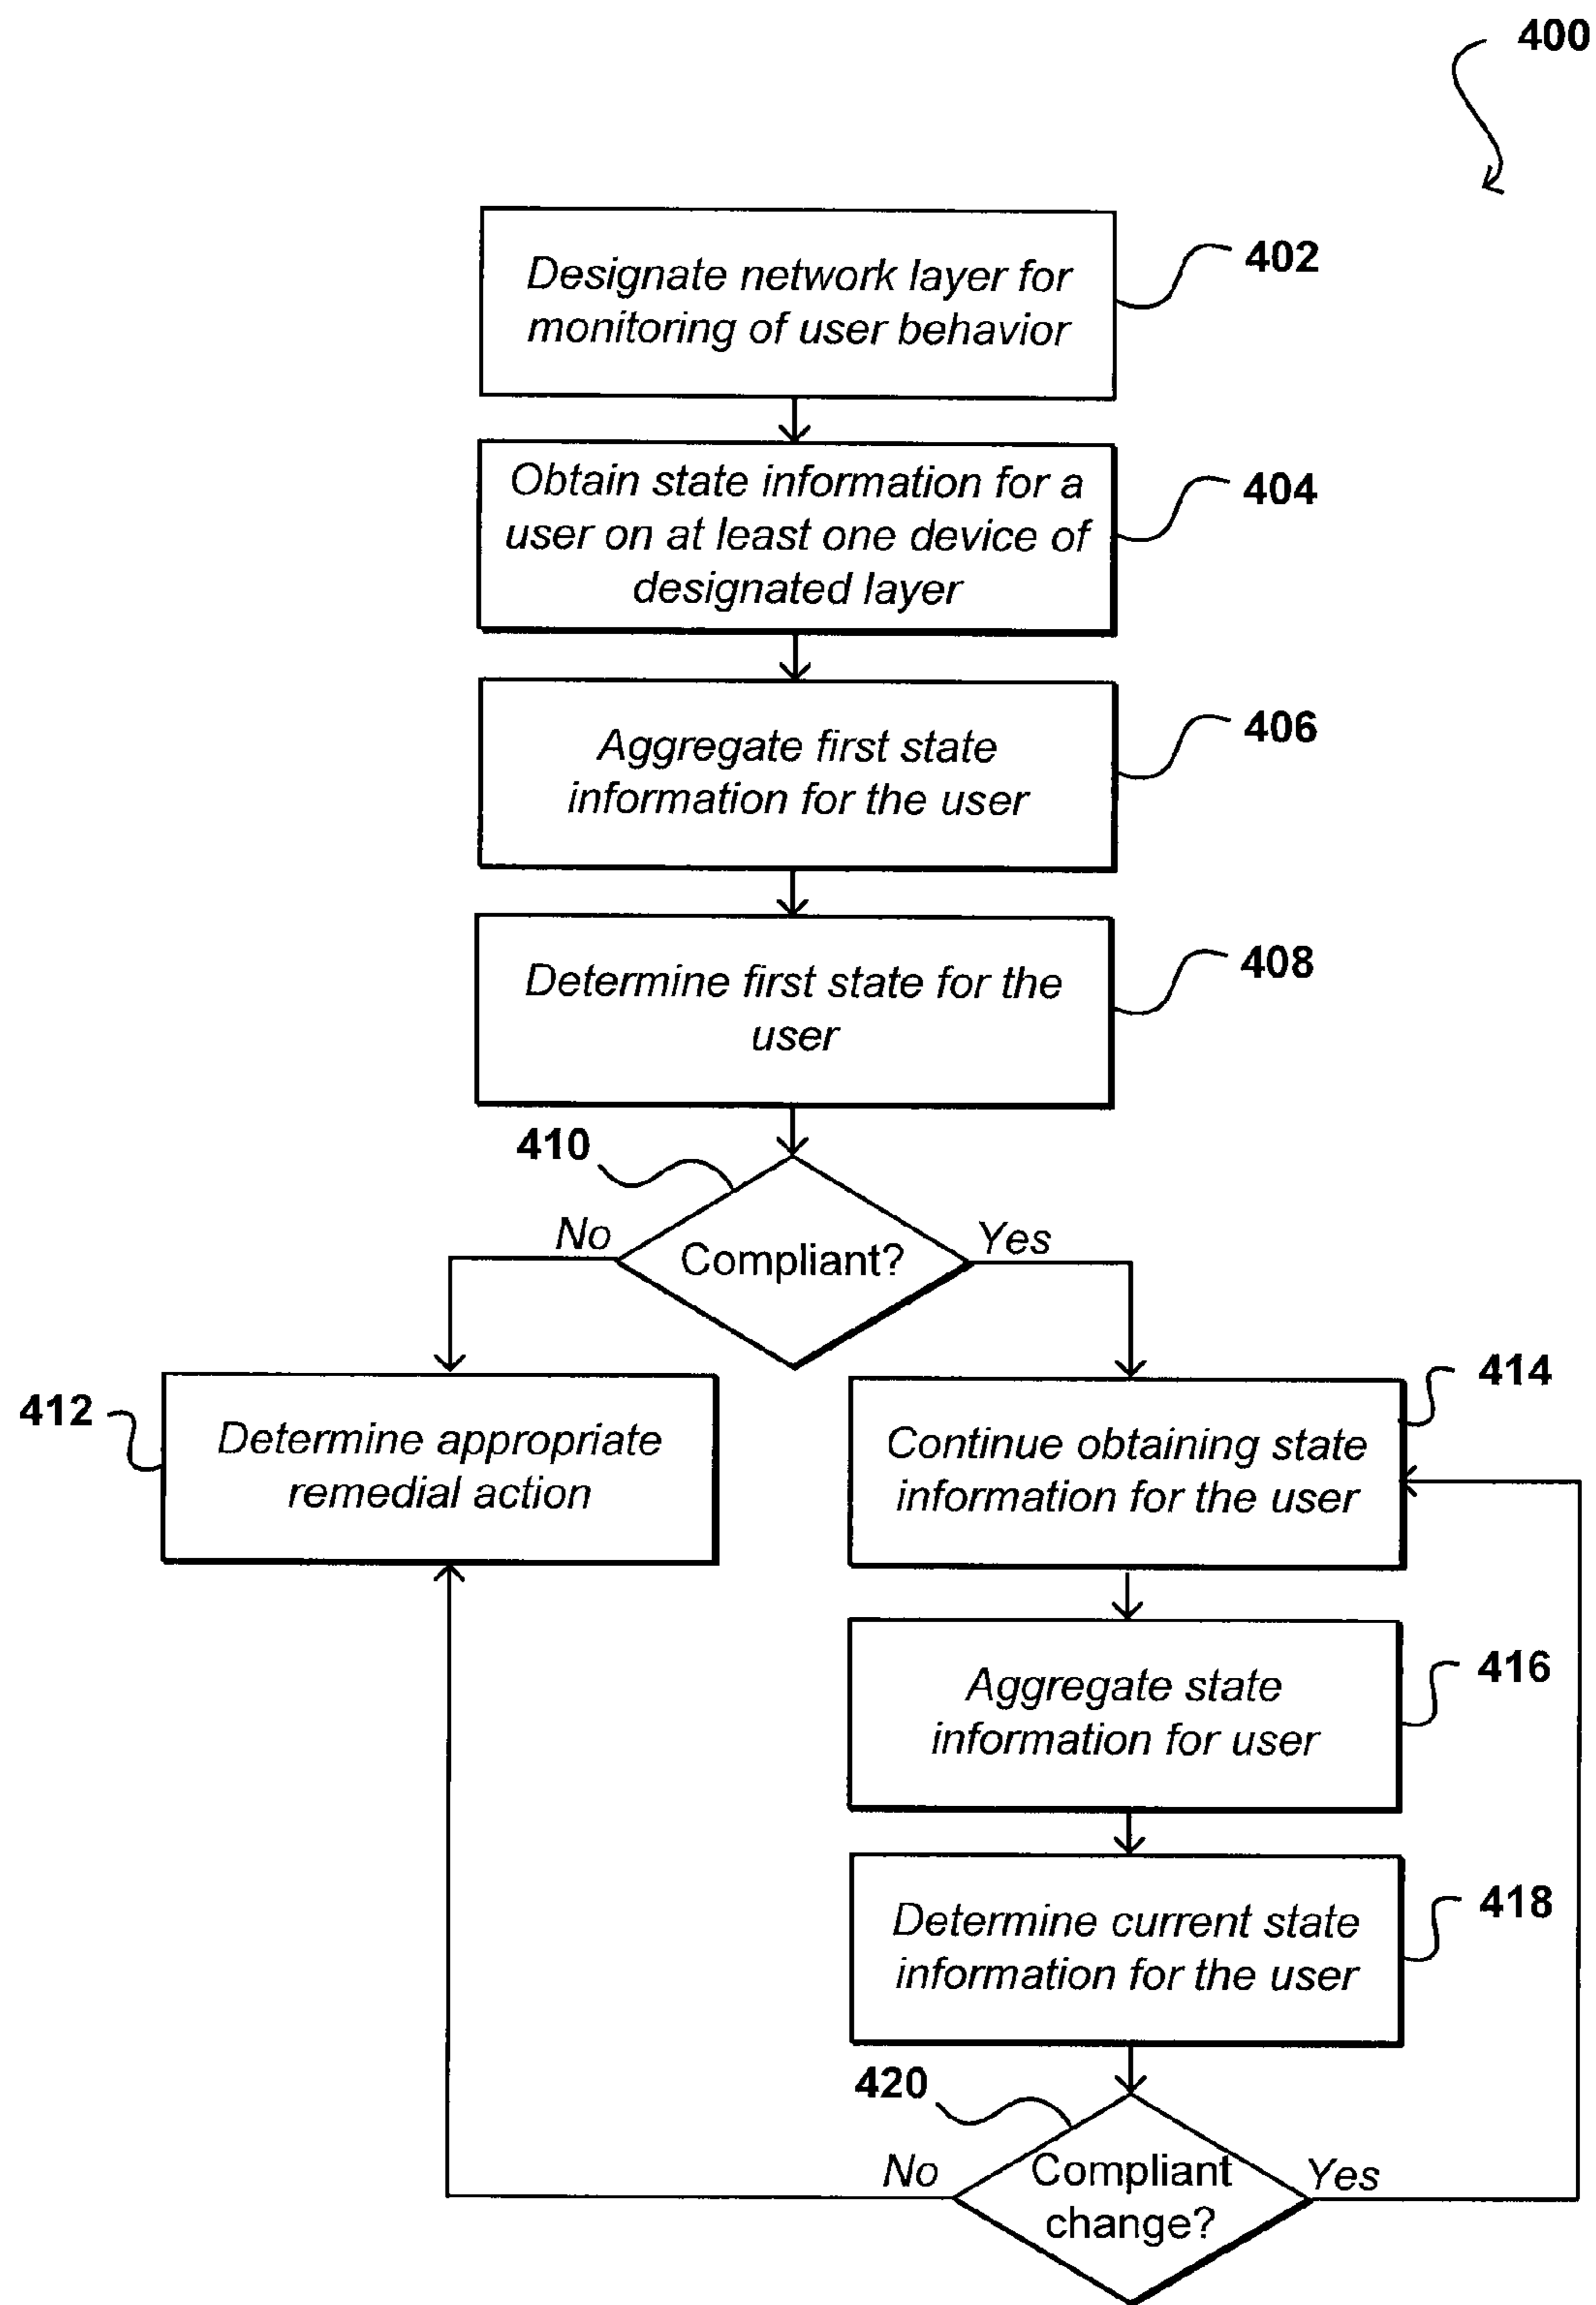 400
Designate network layer for
monitoring of user behavior
402
Obtain state information for a
user on at least one device of
designated layer
404
Aggregate first state
information for the user
406
Determine first state for the
user
408
410
No
Compliant?
Yes
412
Determine appropriate
remedial action
414
Continue obtaining state
information for the user
Aggregate state
information for user
416
Determine current state
information for the user
418
420
No
Compliant
change?
Yes